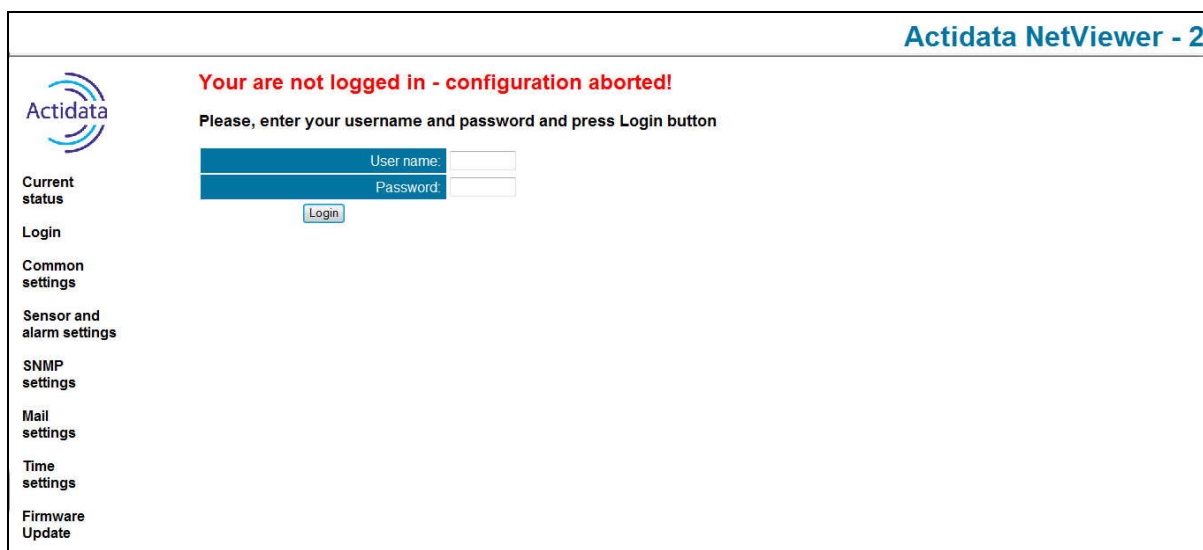 Actidata NetViewer - 2
Actidata
Your are not logged in - configuration aborted!
Please, enter your username and password and press Login button
User name:
Password:
Login
Current
status
Login
Common
settings
Sensor and
alarm settings
SNMP
settings
Mail
settings
Time
settings
Firmware
Update